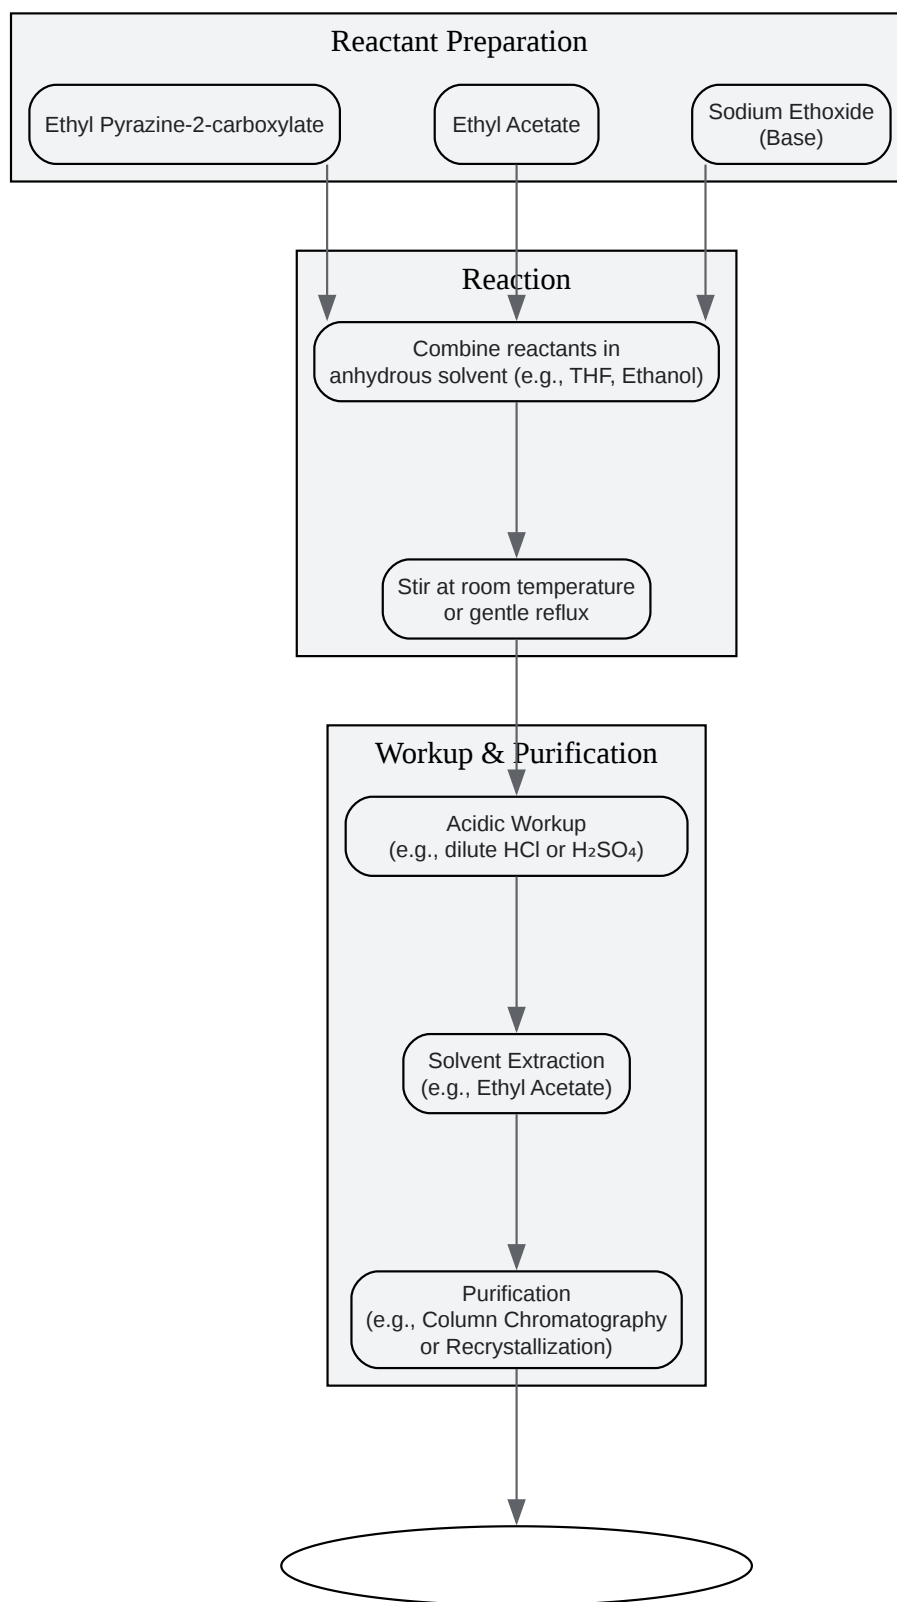 Reactant Preparation
Ethyl Pyrazine-2-carboxylate
Ethyl Acetate
Sodium Ethoxide
(Base)
Reaction
Combine reactants in
anhydrous solvent (e.g., THF, Ethanol)
Stir at room temperature
or gentle reflux
Workup & Purification
Acidic Workup
(e.g., dilute HCl or H₂SO₄)
Solvent Extraction
(e.g., Ethyl Acetate)
Purification
(e.g., Column Chromatography
or Recrystallization)